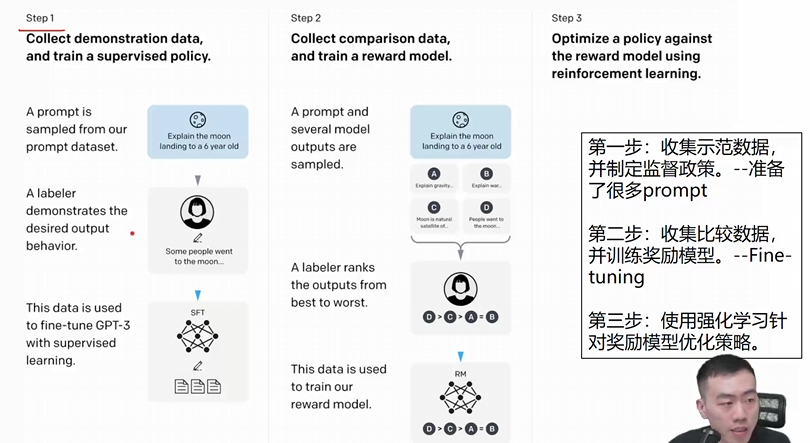 Step 1
Collect demonstration data,
and train a supervised policy.
A prompt is
sampled from our
prompt dataset.
Explain the moon
landing to a 6 year old
A labeler
demonstrates the
desired output
behavior.
Some people went
to the moon...
This data is used
to fine-tune GPT-3
with supervised
learning.
SFT
Step 2
Collect comparison data,
and train a reward model.
A prompt and
several model
outputs are
sampled.
Explain the moon
landing to a 6 year old
A
Explain gravity...
B
Explain war...
C
Moon is natural
satellite of...
D
People went to
the moon...
A labeler ranks
the outputs from
best to worst.
D > C > A = B
This data is used
to train our
reward model.
RM
D > C > A = B
Step 3
Optimize a policy against
the reward model using
reinforcement learning.
第一步：收集示范数据，
并制定监督政策。--准备
了很多prompt
第二步：收集比较数据，
并训练奖励模型。--Fine-
tuning
第三步：使用强化学习针
对奖励模型优化策略。